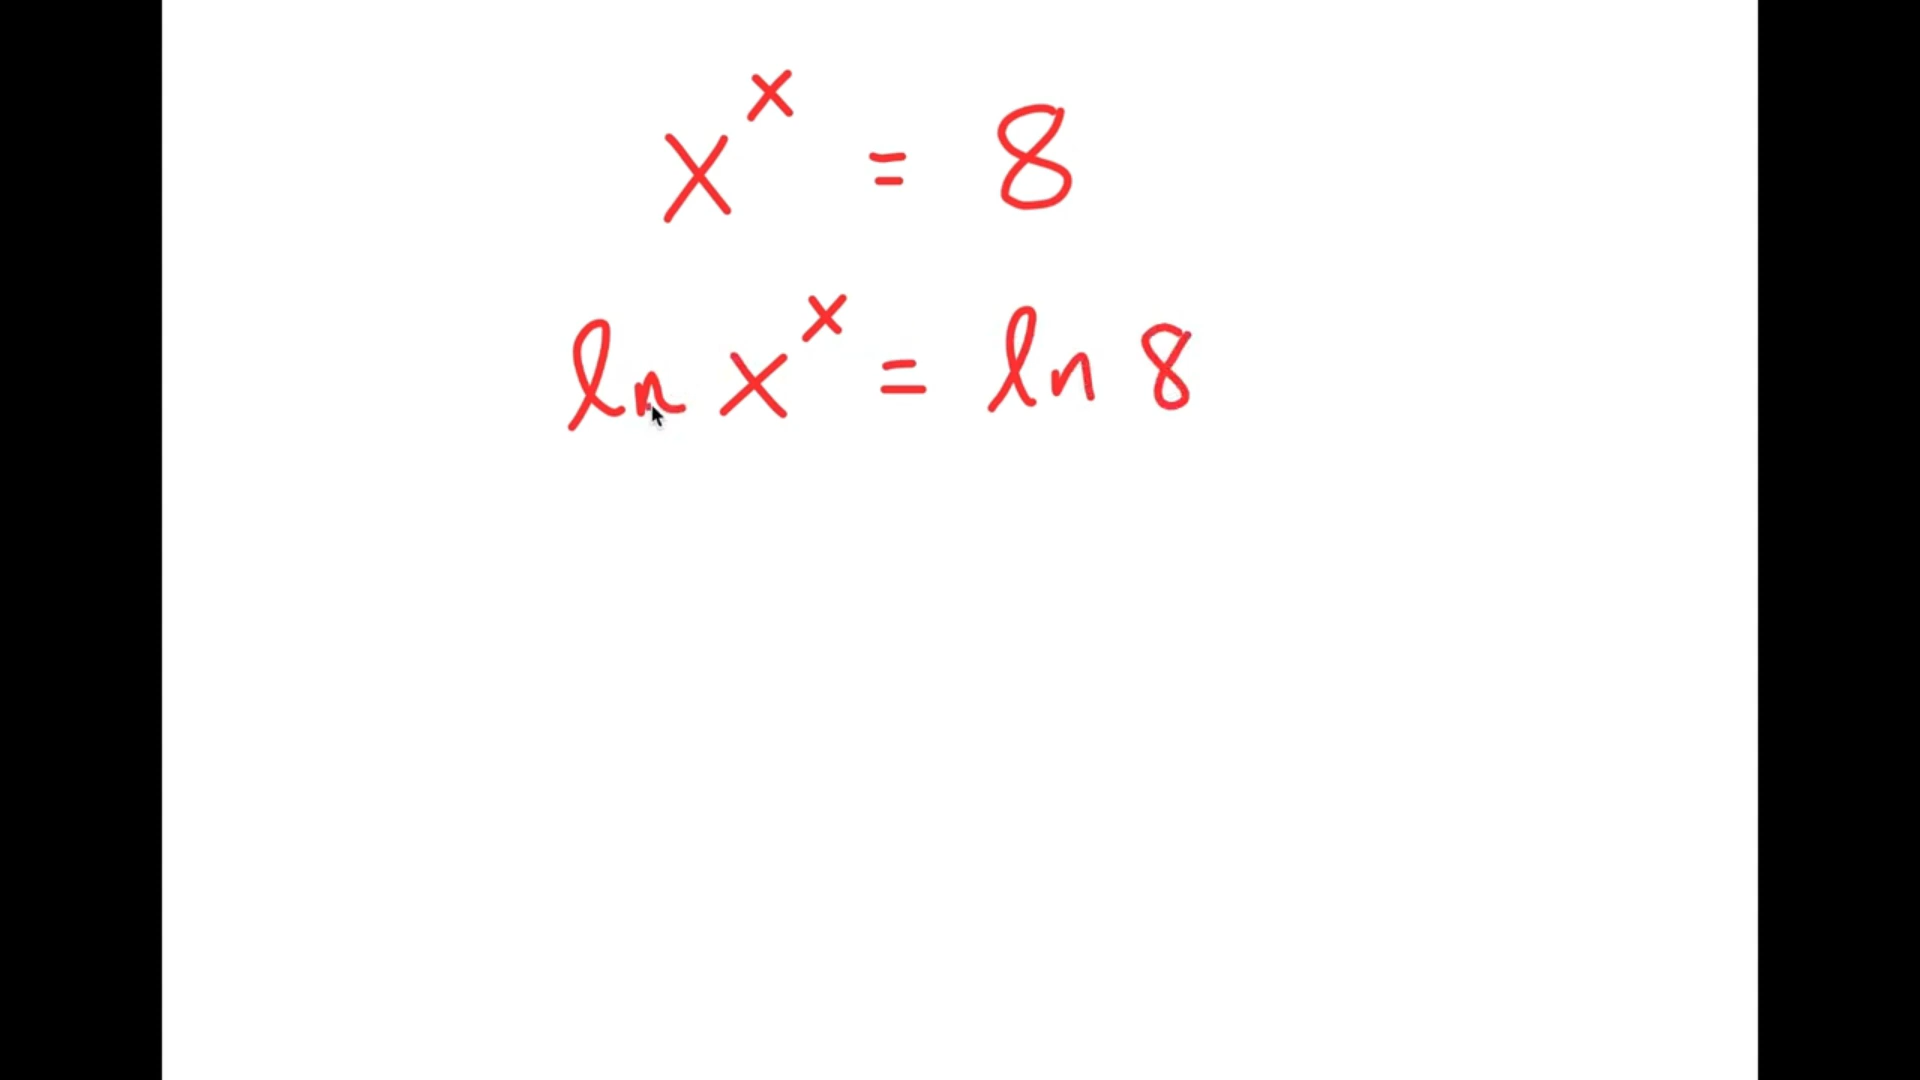 x^x = 8
ln x^x = ln 8